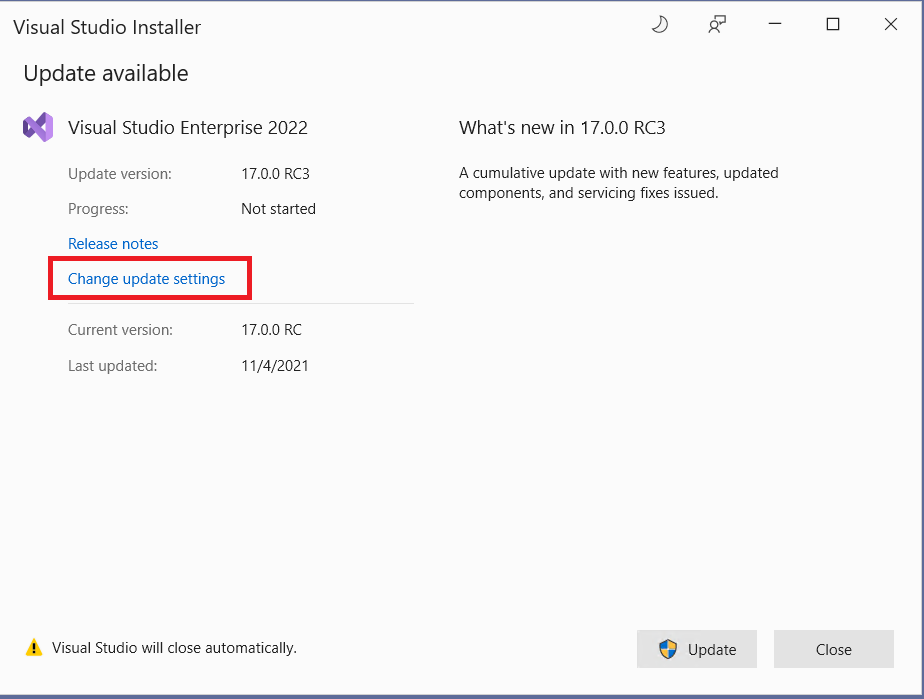 Visual Studio Installer
Update available
Visual Studio Enterprise 2022
Update version: 17.0.0 RC3
Progress: Not started
Release notes
Change update settings
Current version: 17.0.0 RC
Last updated: 11/4/2021
What's new in 17.0.0 RC3
A cumulative update with new features, updated
components, and servicing fixes issued.
Visual Studio will close automatically.
Update
Close